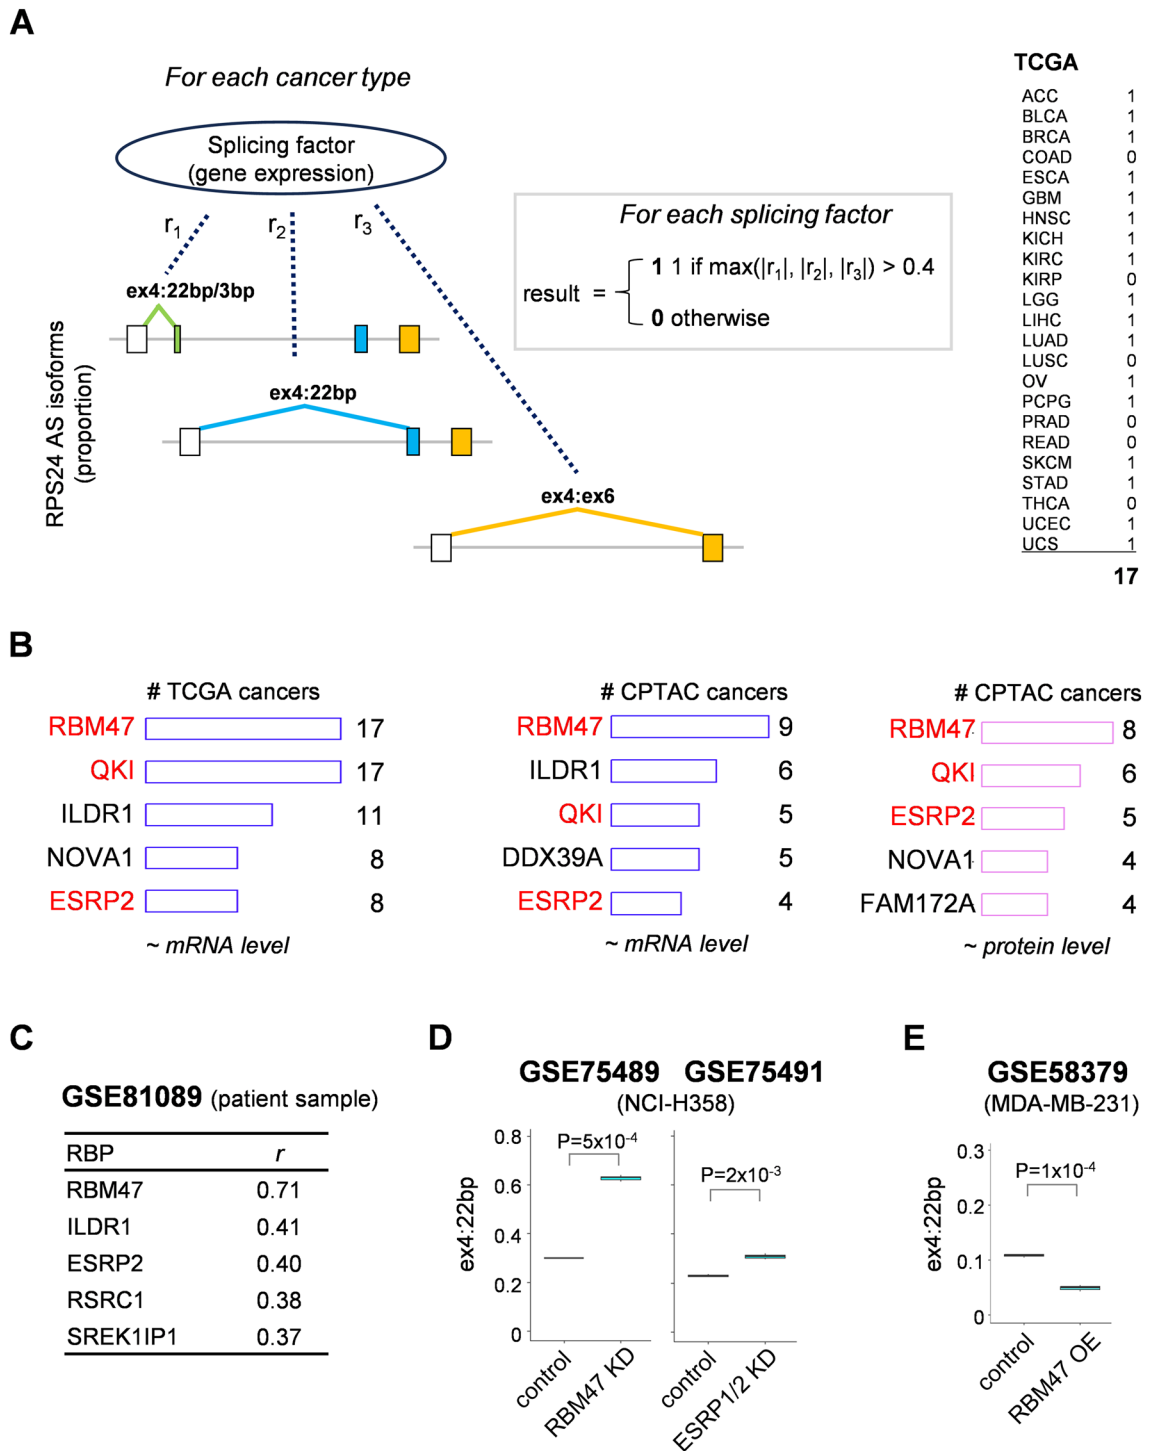 A
For each cancer type
Splicing factor
(gene expression)
r1
r2
r3
ex4:22bp/3bp
ex4:22bp
ex4:ex6
RPS24 AS isoforms
(proportion)
For each splicing factor
result = 1 1 if max(|r1|, |r2|, |r3|) > 0.4
0 otherwise
TCGA
ACC 1
BLCA 1
BRCA 1
COAD 0
ESCA 1
GBM 1
HNSC 1
KICH 1
KIRC 1
KIRP 0
LGG 1
LIHC 1
LUAD 1
LUSC 0
OV 1
PCPG 1
PRAD 0
READ 0
SKCM 1
STAD 1
THCA 0
UCEC 1
UCS 1
17
B
# TCGA cancers
RBM47 17
QKI 17
ILDR1 11
NOVA1 8
ESRP2 8
~ mRNA level
# CPTAC cancers
RBM47 9
ILDR1 6
QKI 5
DDX39A 5
ESRP2 4
~ mRNA level
# CPTAC cancers
RBM47 8
QKI 6
ESRP2 5
NOVA1 4
FAM172A 4
~ protein level
C
GSE81089 (patient sample)
RBP r
RBM47 0.71
ILDR1 0.41
ESRP2 0.40
RSRC1 0.38
SREK1IP1 0.37
D
GSE75489 GSE75491
(NCI-H358)
ex4:22bp
0.8
0.6
0.4
0.2
0
P=5x10-4
control
RBM47 KD
P=2x10-3
control
ESRP1/2 KD
E
GSE58379
(MDA-MB-231)
ex4:22bp
0.3
0.2
0.1
0
P=1x10-4
control
RBM47 OE